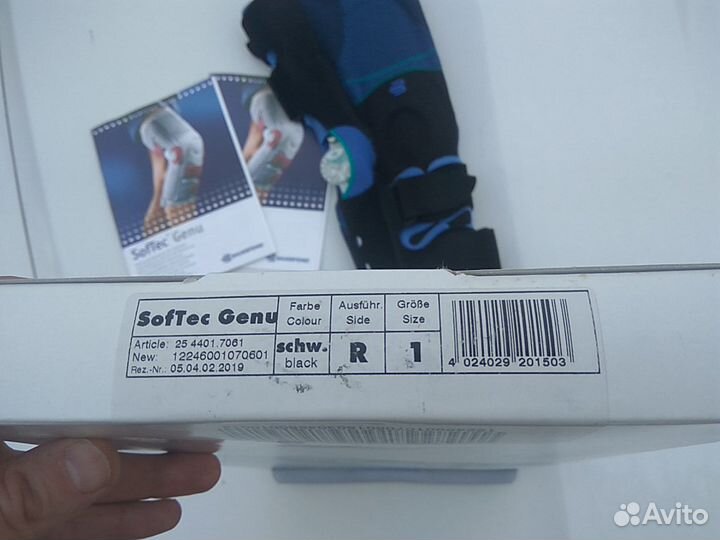 SofTec Genu
SofTec Genu
Farbe
Colour
schw.
black
Ausführ.
Side
R
Größe
Size
1
Article: 25 4401.7061
New: 12246001070601
Rez.-Nr.: 05.04.02.2019
4 024029 201503
Avito